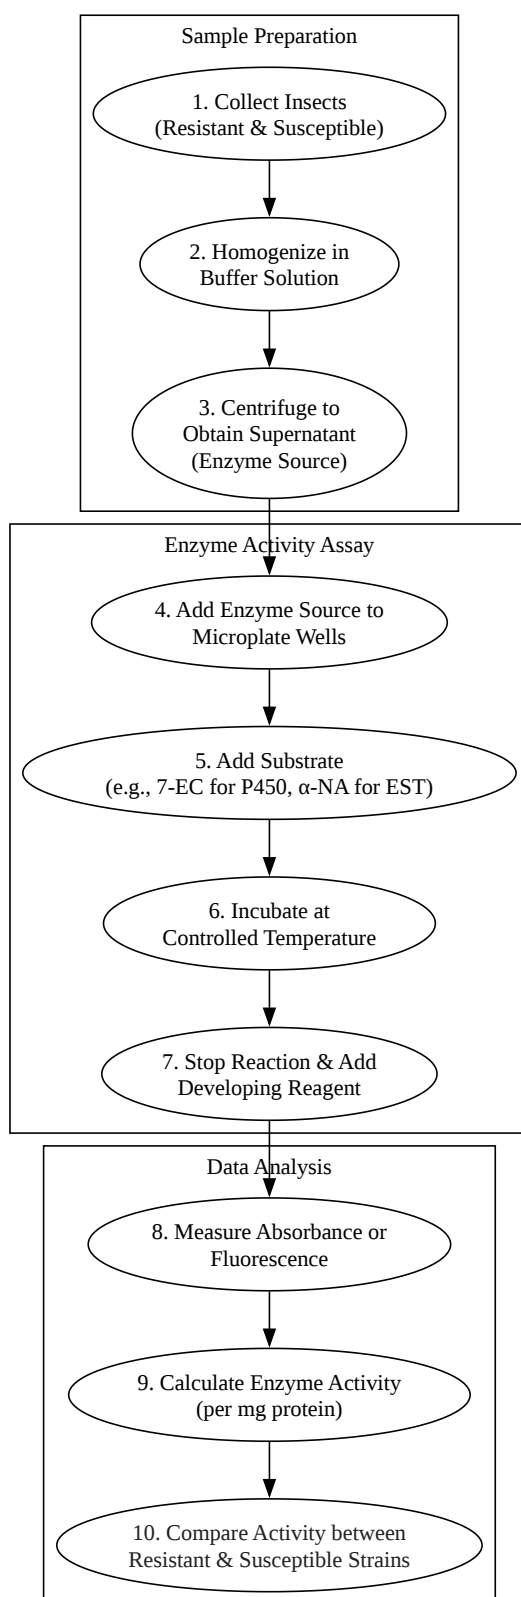 Sample Preparation
1. Collect Insects
(Resistant & Susceptible)
2. Homogenize in
Buffer Solution
3. Centrifuge to
Obtain Supernatant
(Enzyme Source)
Enzyme Activity Assay
4. Add Enzyme Source to
Microplate Wells
5. Add Substrate
(e.g., 7-EC for P450, α-NA for EST)
6. Incubate at
Controlled Temperature
7. Stop Reaction & Add
Developing Reagent
Data Analysis
8. Measure Absorbance or
Fluorescence
9. Calculate Enzyme Activity
(per mg protein)
10. Compare Activity between
Resistant & Susceptible Strains